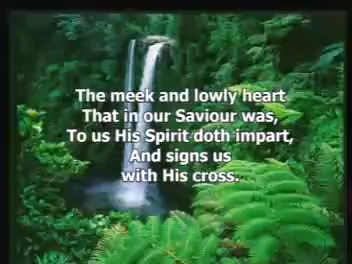 The meek and lowly heart
That in our Saviour was,
To us His Spirit doth impart,
And signs us
with His cross.